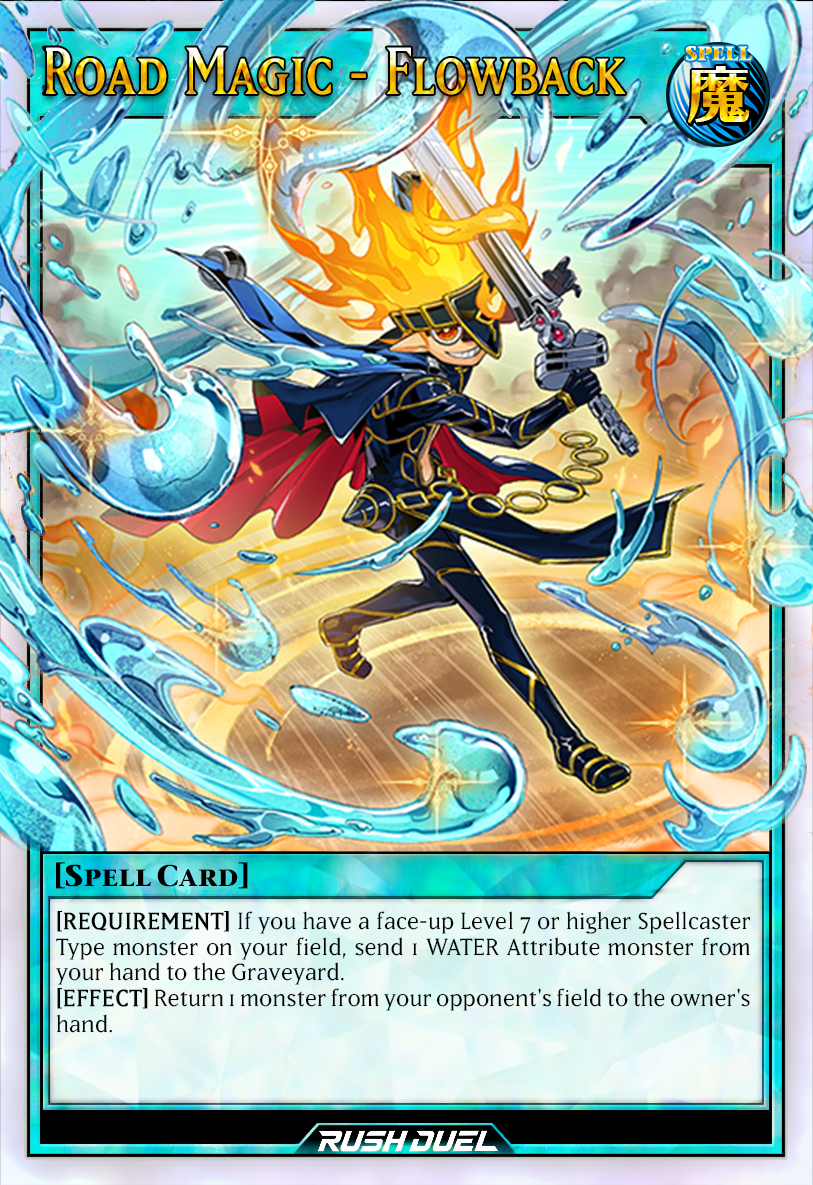 Road Magic - Flowback
SPELL
魔
[Spell Card]
[REQUIREMENT] If you have a face-up Level 7 or higher Spellcaster
Type monster on your field, send 1 WATER Attribute monster from
your hand to the Graveyard.
[EFFECT] Return 1 monster from your opponent's field to the owner's
hand.
RUSH DUEL